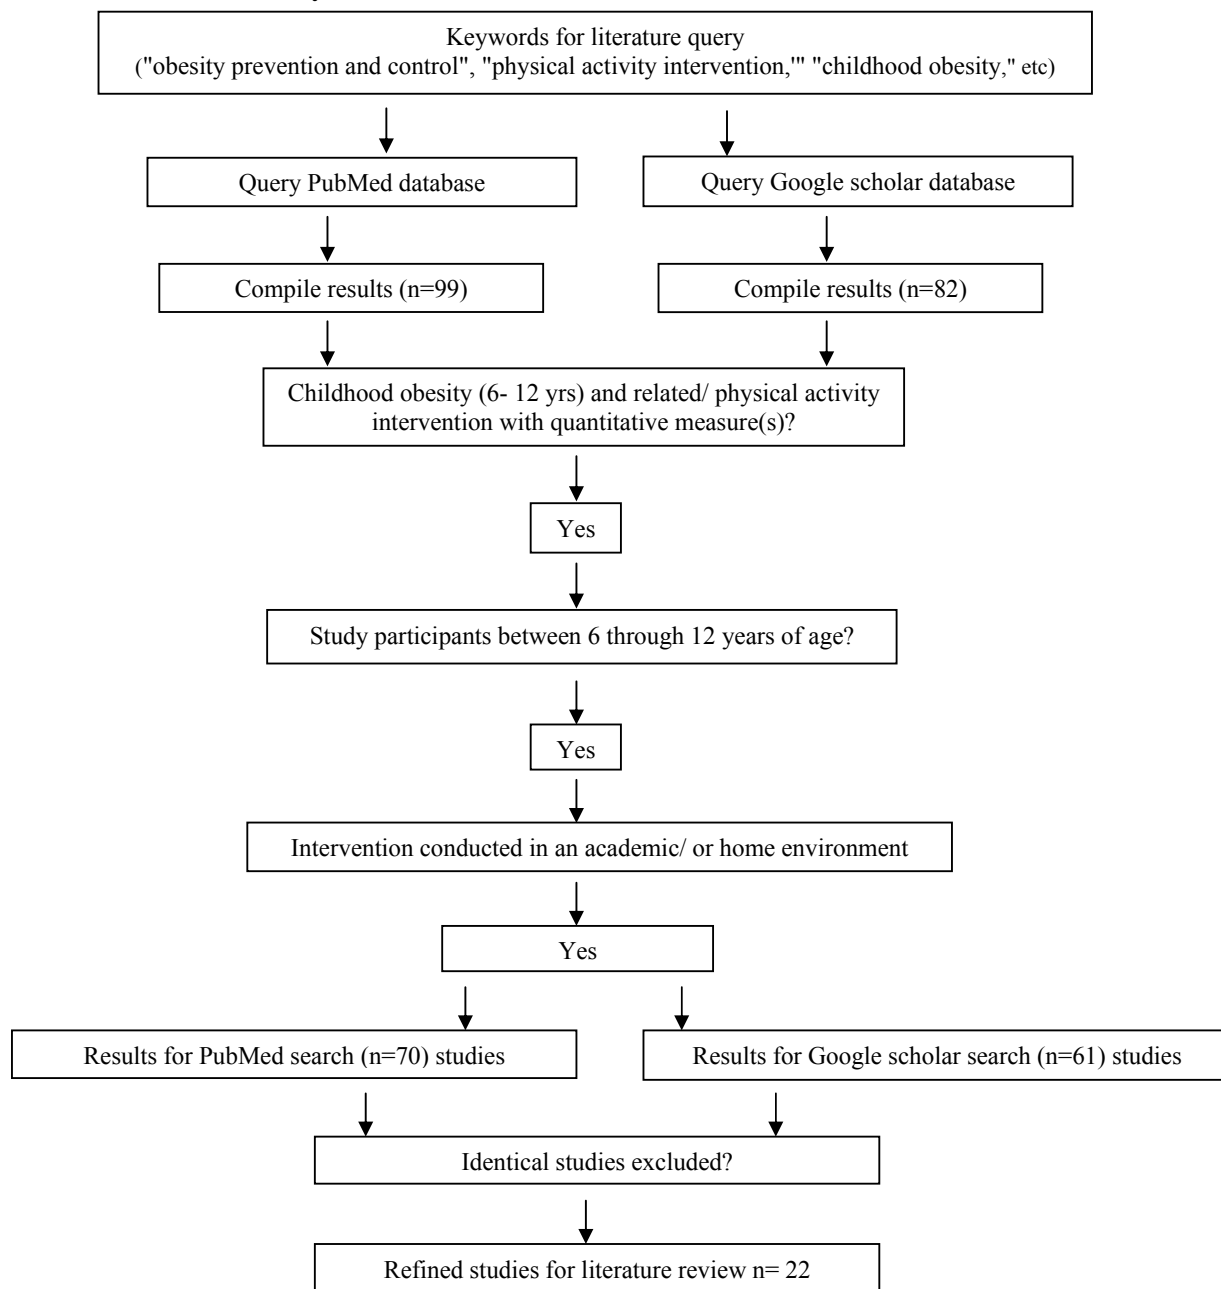 Keywords for literature query
("obesity prevention and control", "physical activity intervention,'" "childhood obesity," etc)
Query PubMed database
Query Google scholar database
Compile results (n=99)
Compile results (n=82)
Childhood obesity (6- 12 yrs) and related/ physical activity
intervention with quantitative measure(s)?
Yes
Study participants between 6 through 12 years of age?
Yes
Intervention conducted in an academic/ or home environment
Yes
Results for PubMed search (n=70) studies
Results for Google scholar search (n=61) studies
Identical studies excluded?
Refined studies for literature review n= 22